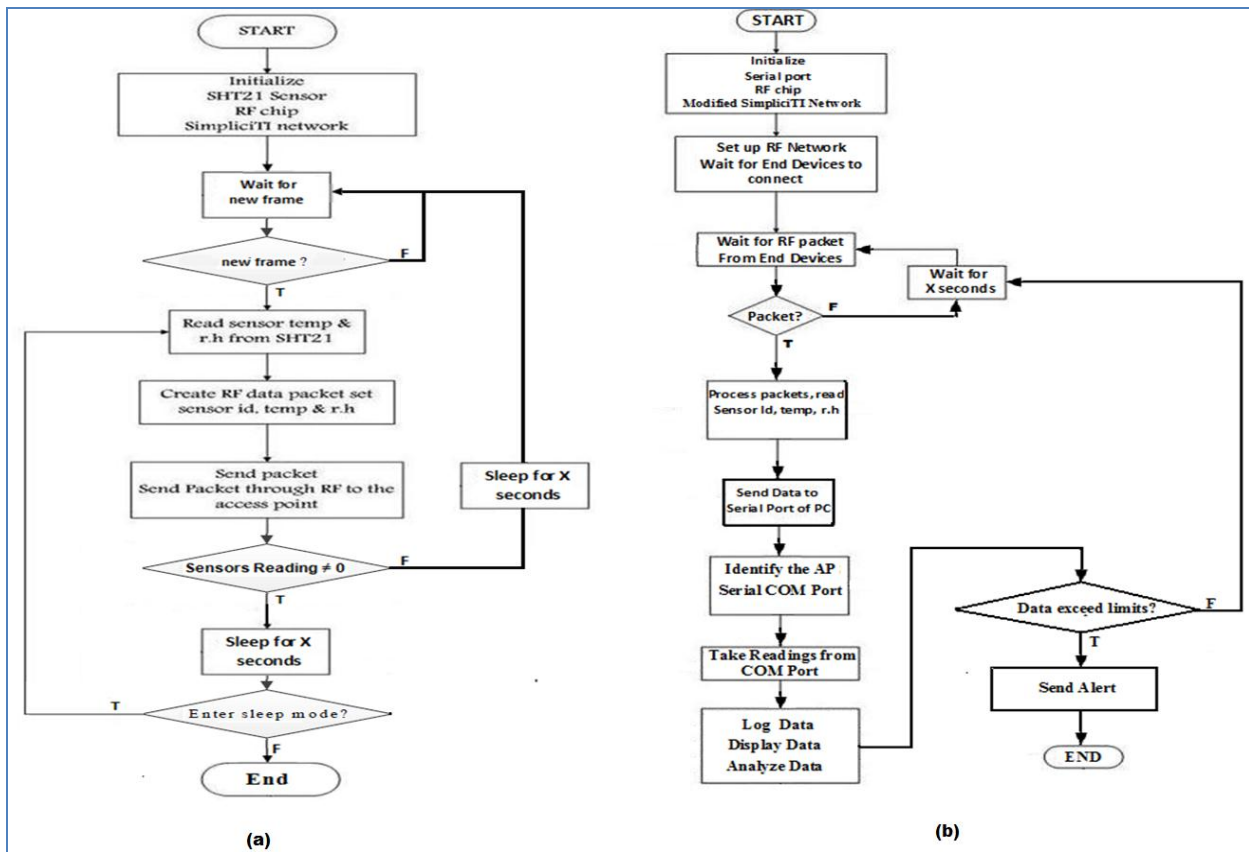 START
Initialize
SHT21 Sensor
RF chip
SimpliciTI network
Wait for
new frame
new frame ?
F
T
Read sensor temp &
r.h from SHT21
Create RF data packet set
sensor id, temp & r.h
Send packet
Send Packet through RF to the
access point
Sleep for X
seconds
Sensors Reading ≠ 0
F
T
Sleep for X
seconds
T
Enter sleep mode?
F
End
(a)
START
Initialize
Serial port
RF chip
Modified SimpliciTI Network
Set up RF Network
Wait for End Devices to
connect
Wait for RF packet
From End Devices
Wait for
X seconds
Packet?
F
T
Process packets, read
Sensor Id, temp, r.h
Send Data to
Serial Port of PC
Identify the AP
Serial COM Port
Take Readings from
COM Port
Log Data
Display Data
Analyze Data
Data exceed limits?
F
T
Send Alert
END
(b)